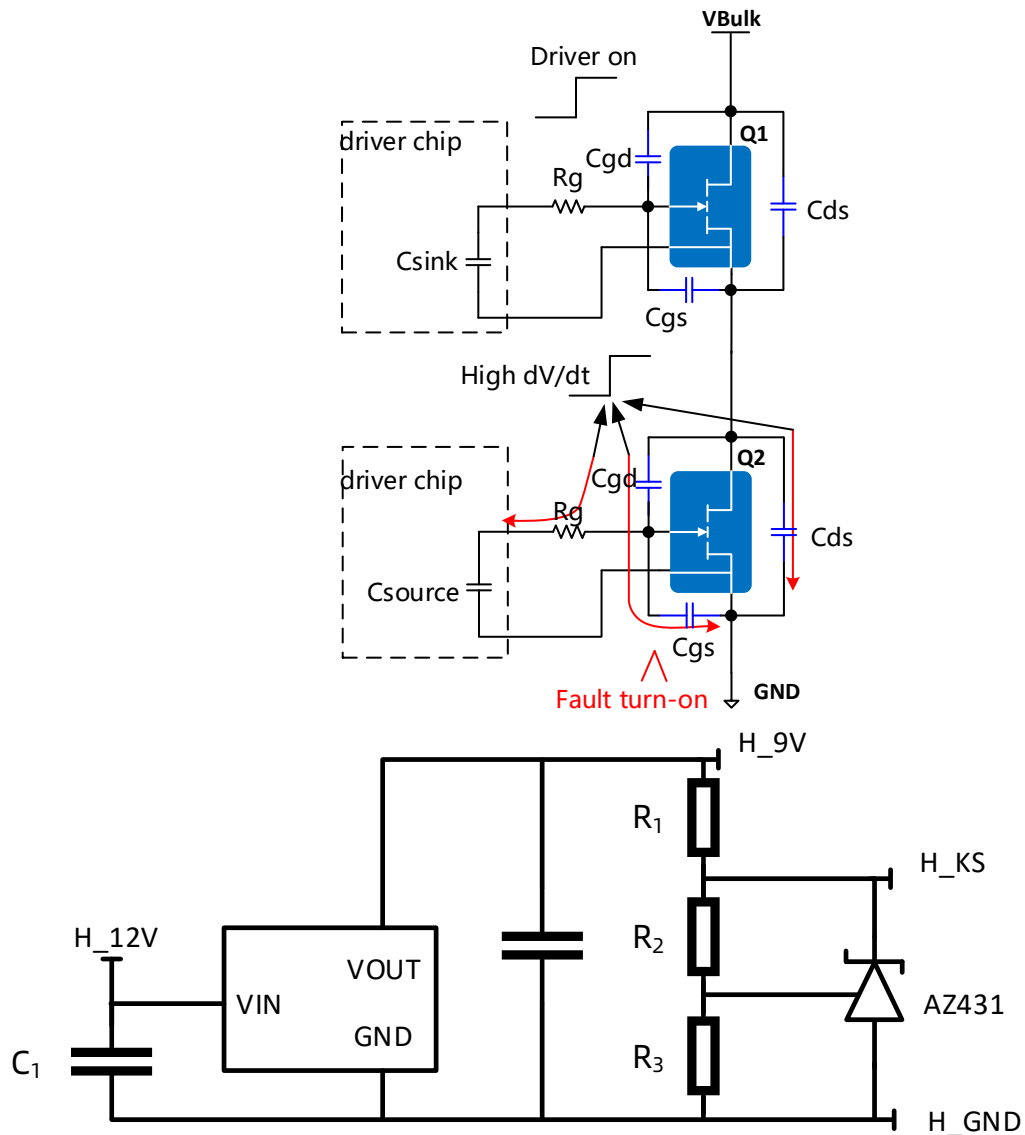 VBulk
Driver on
driver chip
Q1
Cgd
Rg
Cds
Csink
Cgs
High dV/dt
driver chip
Q2
Cgd
Rg
Cds
Csource
Cgs
Fault turn-on
GND
H_9V
R1
H_KS
H_12V
R2
VOUT
VIN
AZ431
GND
R3
C1
H_GND